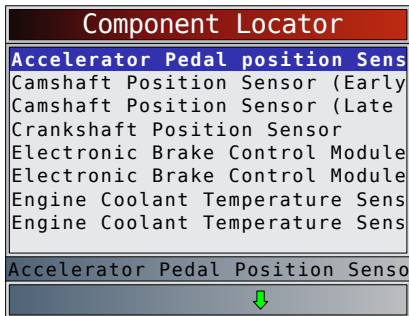 Component Locator
Accelerator Pedal position Sens
Camshaft Position Sensor (Early
Camshaft Position Sensor (Late
Crankshaft Position Sensor
Electronic Brake Control Module
Electronic Brake Control Module
Engine Coolant Temperature Sens
Engine Coolant Temperature Sens
Accelerator Pedal Position Senso